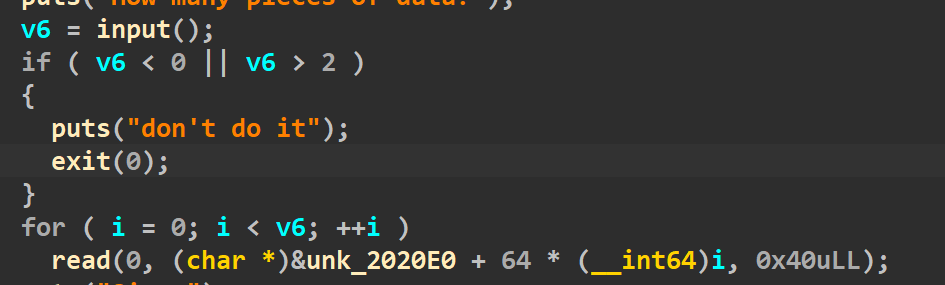 puts("How many pieces of data?");
v6 = input();
if ( v6 < 0 || v6 > 2 )
{
puts("don't do it");
exit(0);
}
for ( i = 0; i < v6; ++i )
read(0, (char *)&unk_2020E0 + 64 * (__int64)i, 0x40uLL);